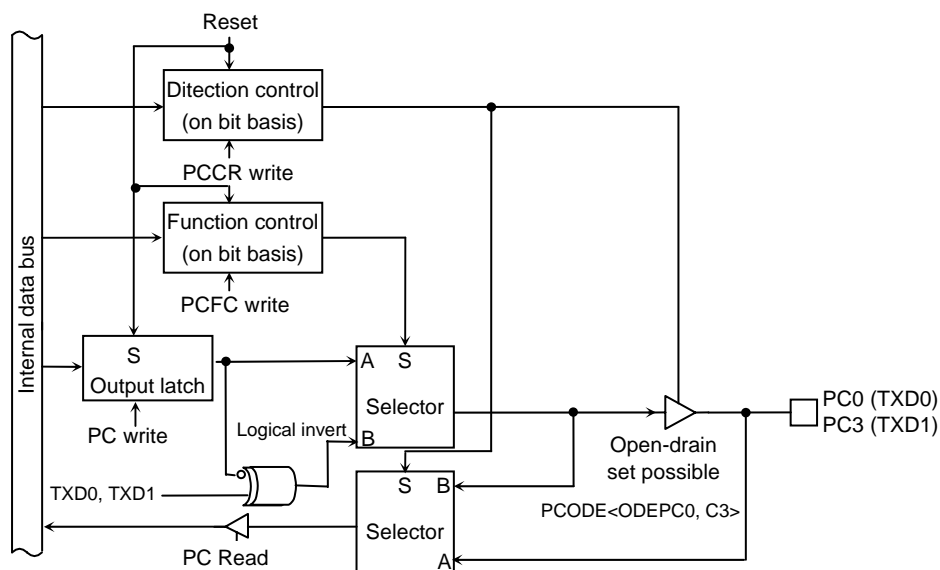 Reset
Ditection control
(on bit basis)
PCCR write
Function control
(on bit basis)
PCFC write
Internal data bus
S
Output latch
PC write
A
S
Selector
B
Logical invert
TXD0, TXD1
S
B
Selector
A
PC Read
Open-drain
set possible
PCODE<ODEPC0, C3>
PC0 (TXD0)
PC3 (TXD1)